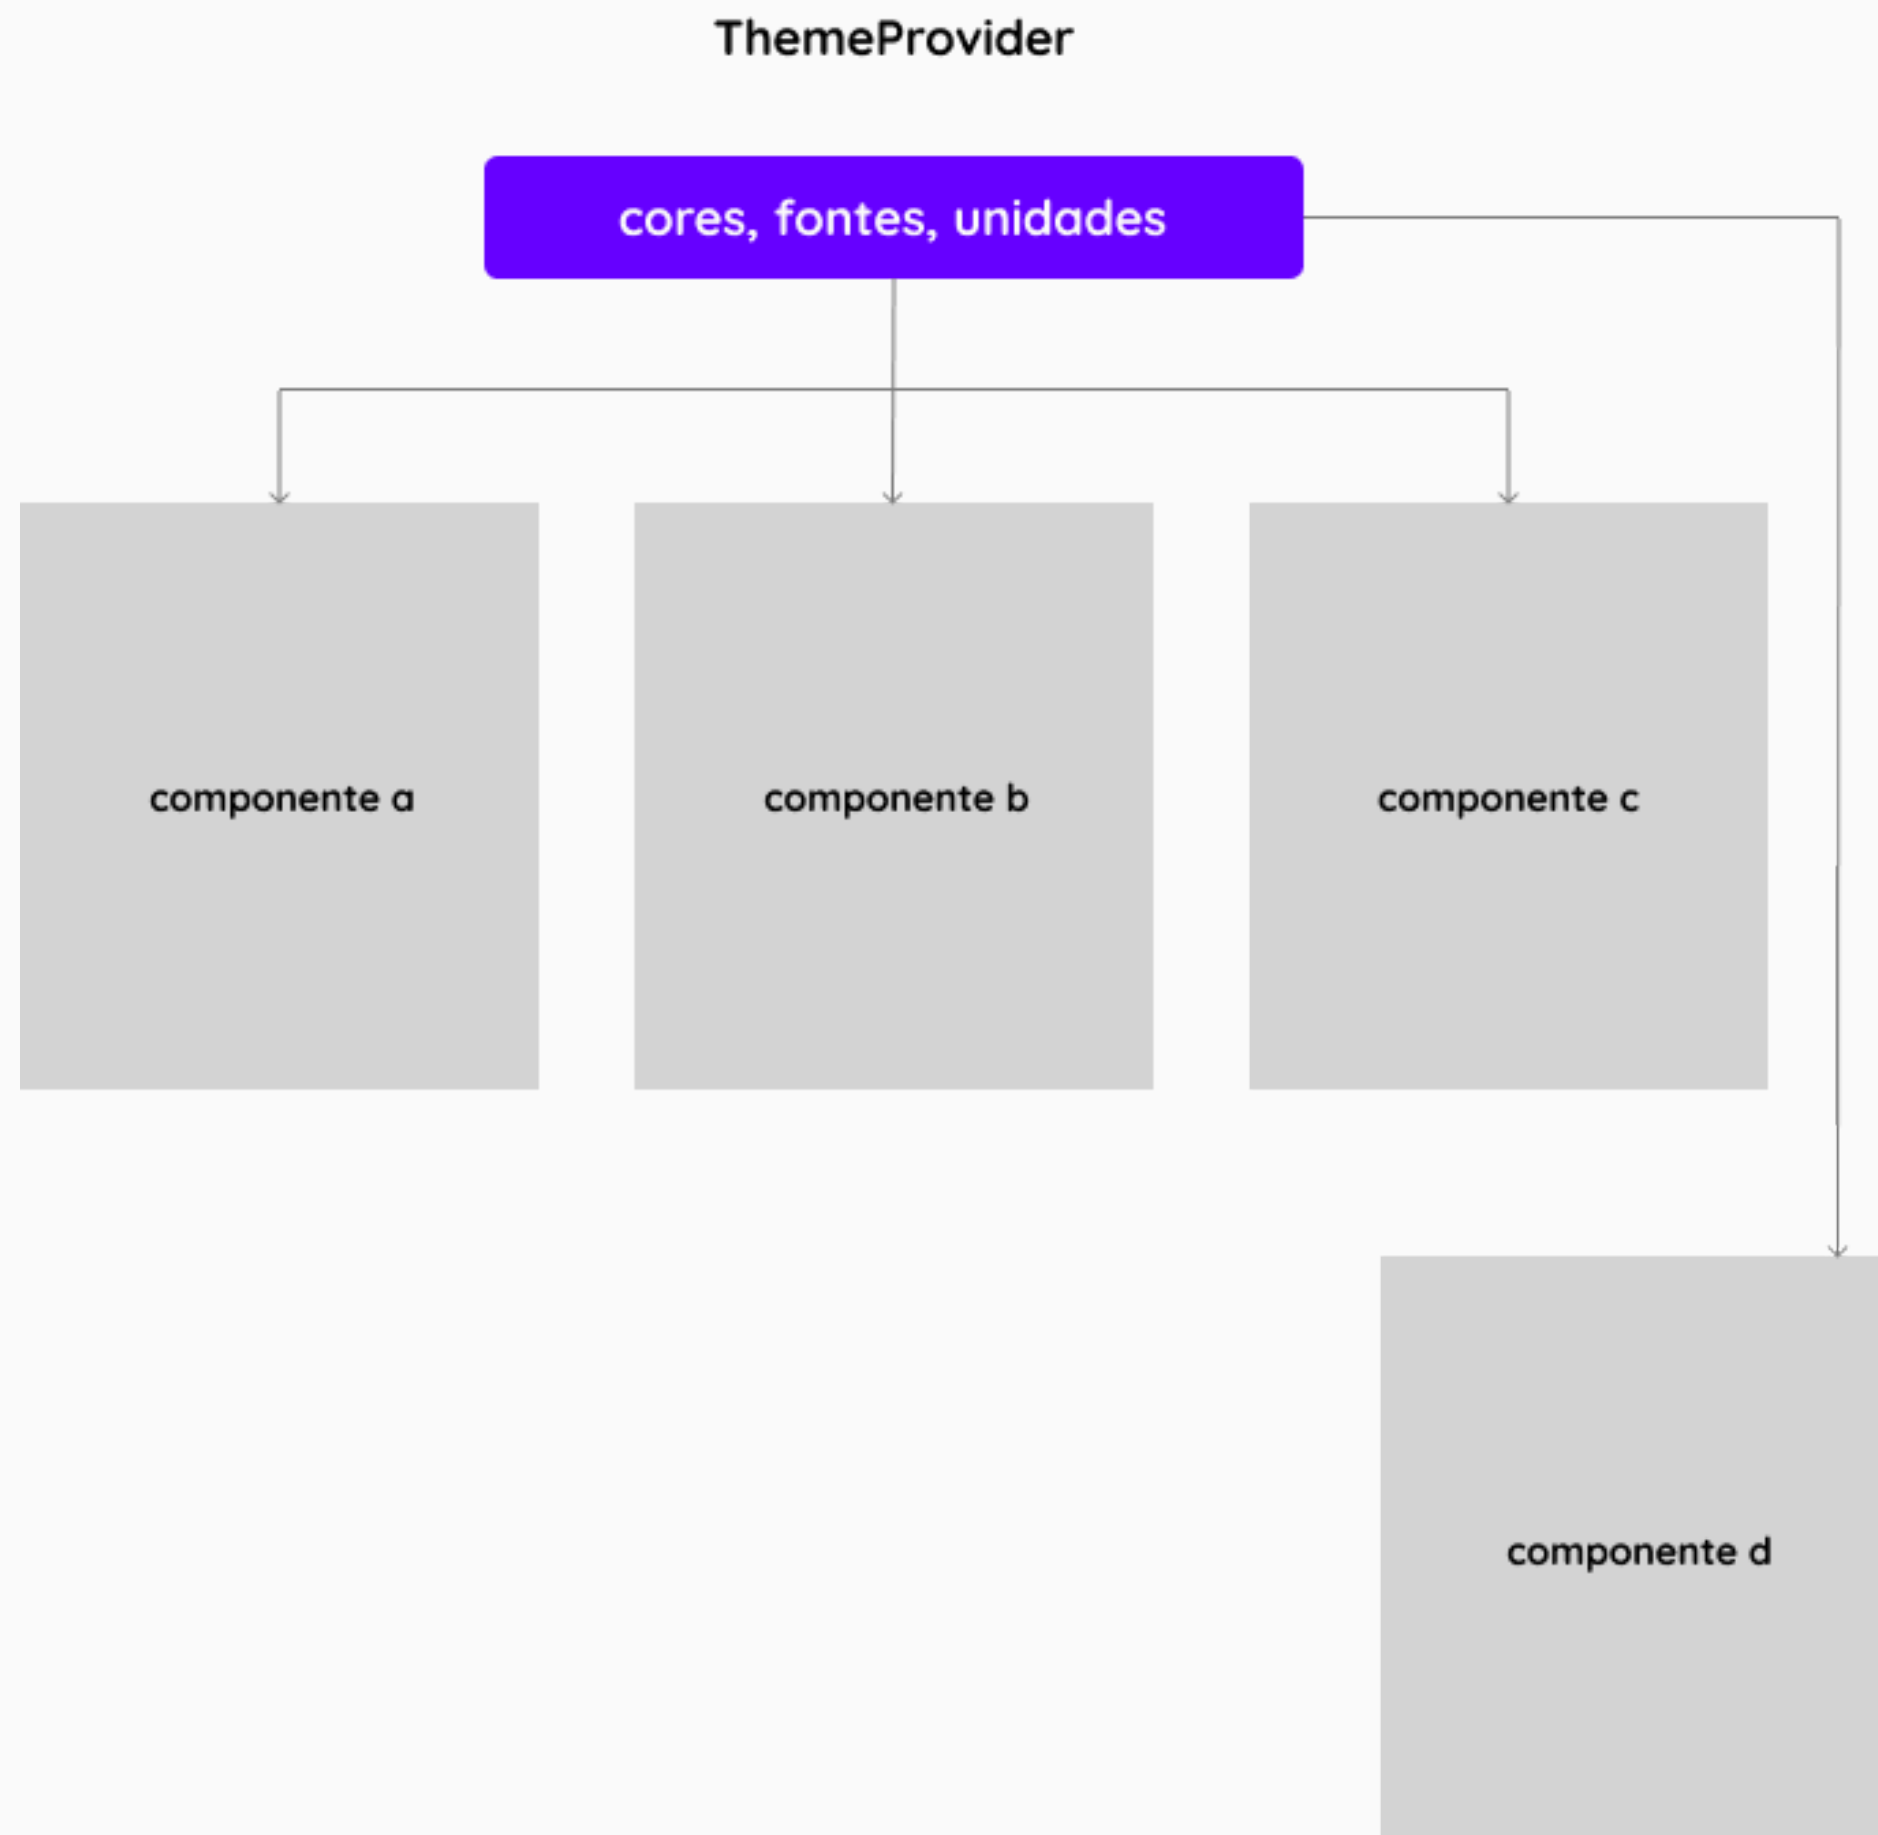 ThemeProvider
cores, fontes, unidades
componente a
componente b
componente c
componente d